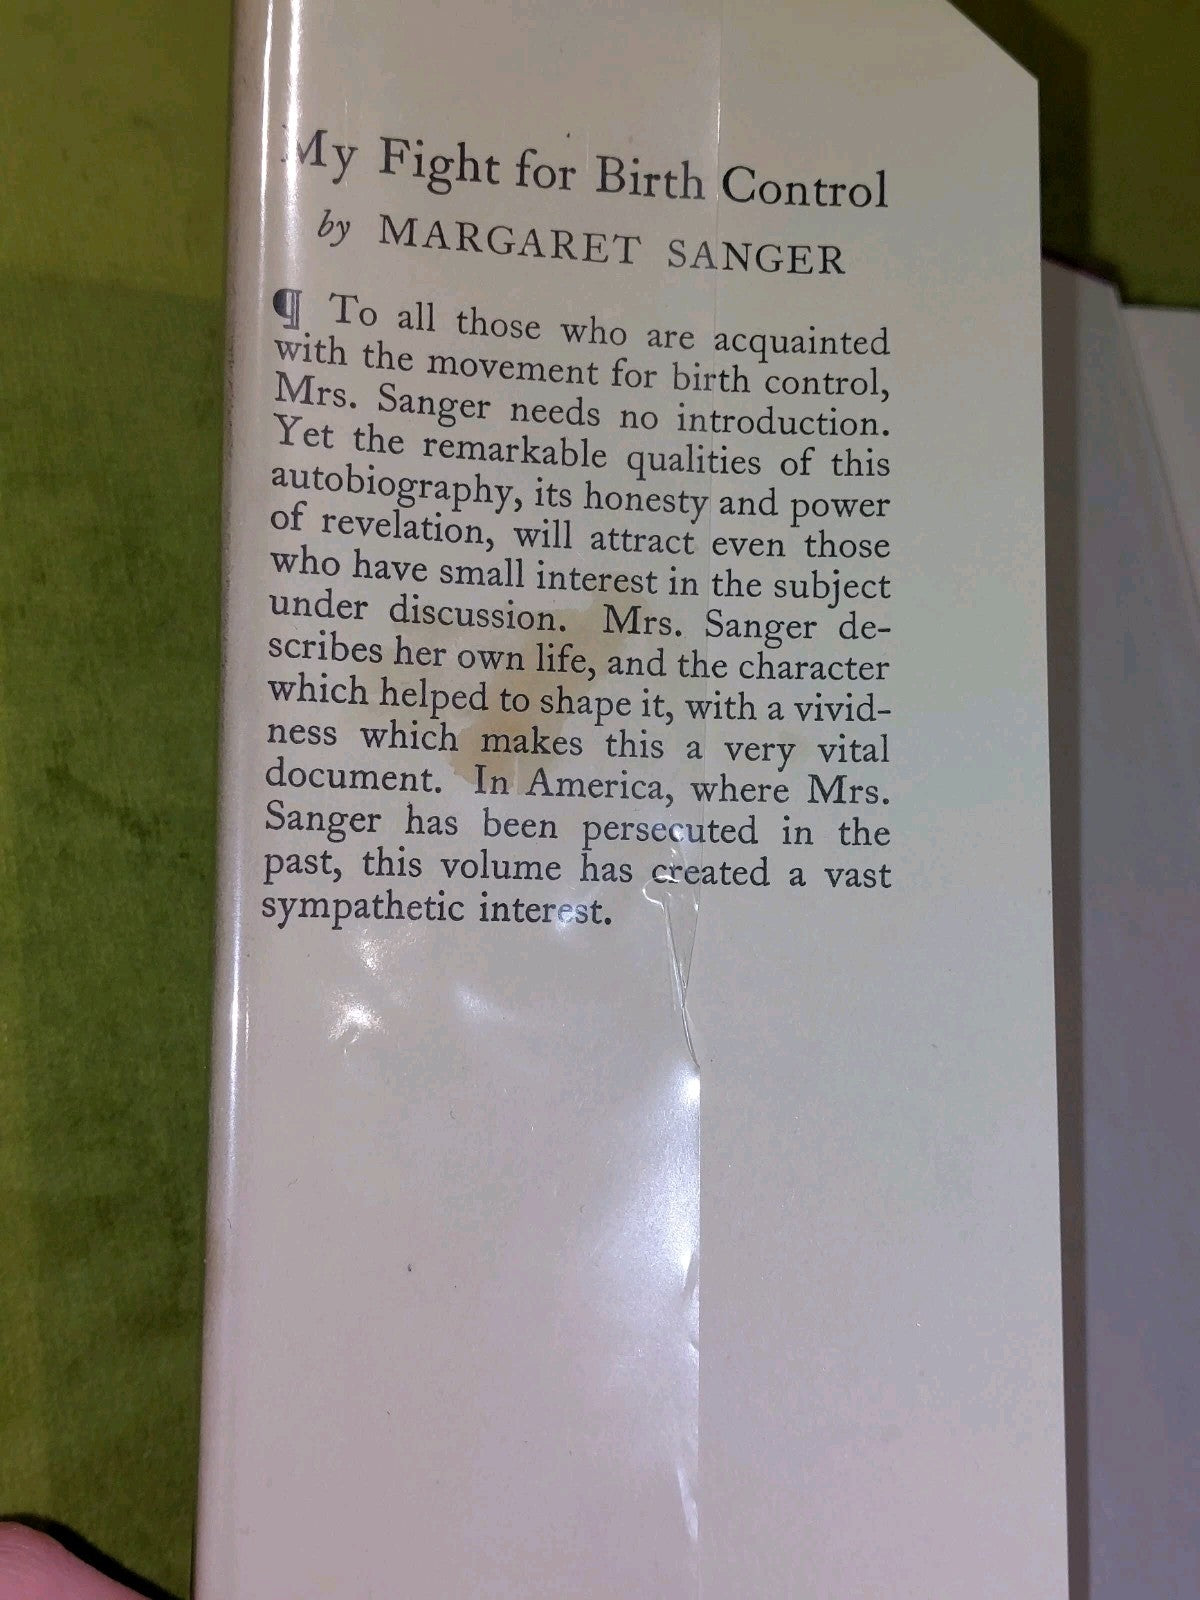 My Fight for Birth Control
by MARGARET SANGER
¶ To all those who are acquainted
with the movement for birth control,
Mrs. Sanger needs no introduction.
Yet the remarkable qualities of this
autobiography, its honesty and power
of revelation, will attract even those
who have small interest in the subject
under discussion. Mrs. Sanger de-
scribes her own life, and the character
which helped to shape it, with a vivid-
ness which makes this a very vital
document. In America, where Mrs.
Sanger has been persecuted in the
past, this volume has created a vast
sympathetic interest.